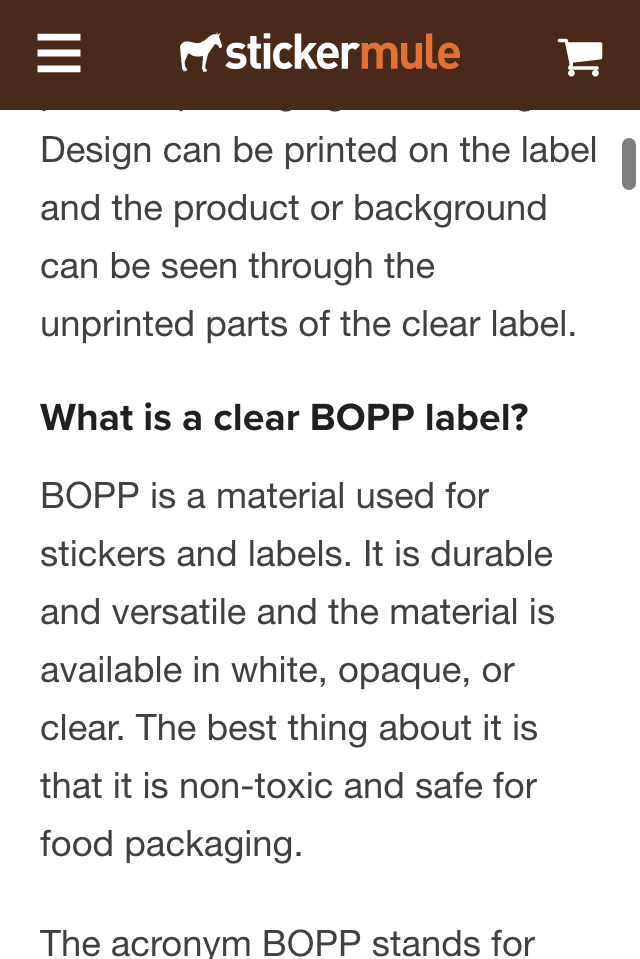 stickermule
Design can be printed on the label
and the product or background
can be seen through the
unprinted parts of the clear label.
What is a clear BOPP label?
BOPP is a material used for
stickers and labels. It is durable
and versatile and the material is
available in white, opaque, or
clear. The best thing about it is
that it is non-toxic and safe for
food packaging.
The acronym BOPP stands for